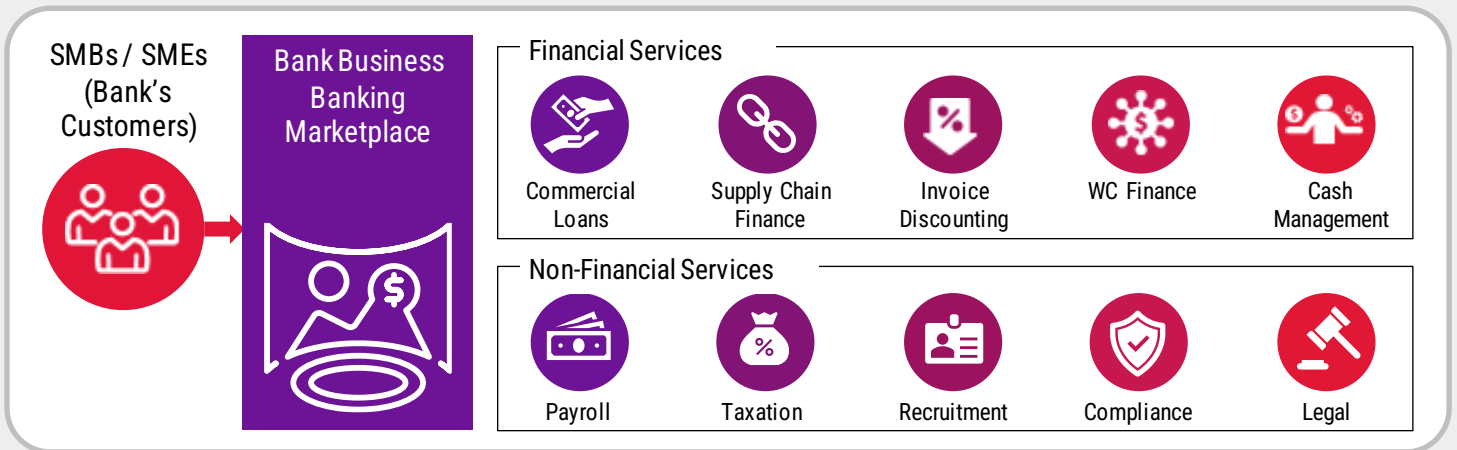 SMBs / SMEs
(Bank's
Customers)
Bank Business
Banking
Marketplace
Financial Services
Commercial
Loans
Supply Chain
Finance
Invoice
Discounting
WC Finance
Cash
Management
Non-Financial Services
Payroll
Taxation
Recruitment
Compliance
Legal